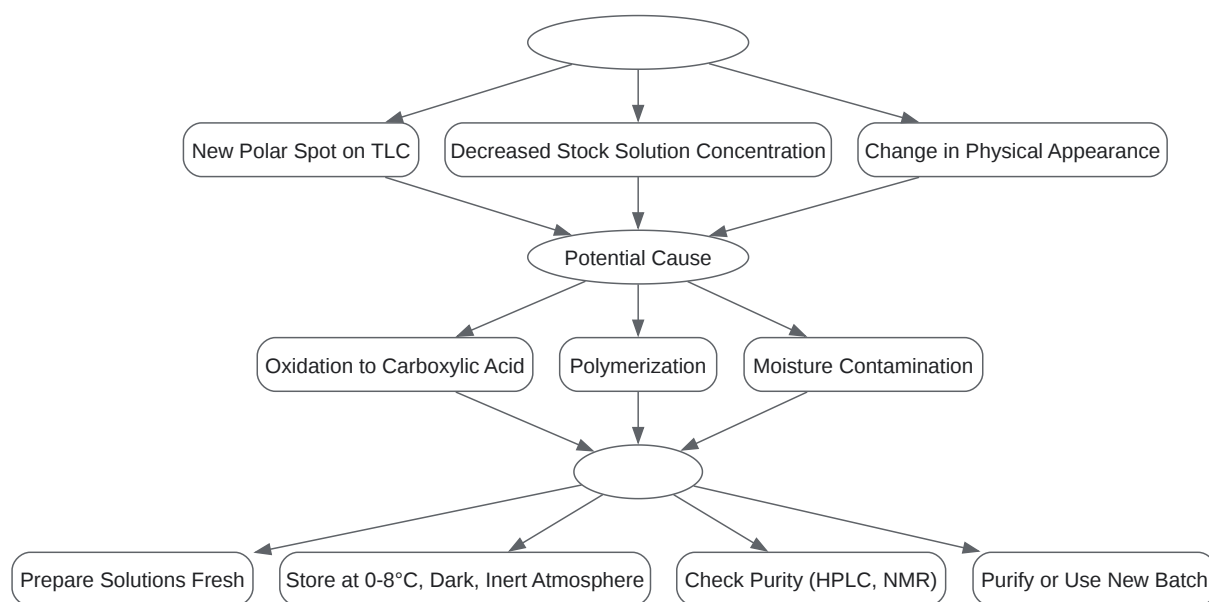 New Polar Spot on TLC
Decreased Stock Solution Concentration
Change in Physical Appearance
Potential Cause
Oxidation to Carboxylic Acid
Polymerization
Moisture Contamination
Prepare Solutions Fresh
Store at 0-8°C, Dark, Inert Atmosphere
Check Purity (HPLC, NMR)
Purify or Use New Batch